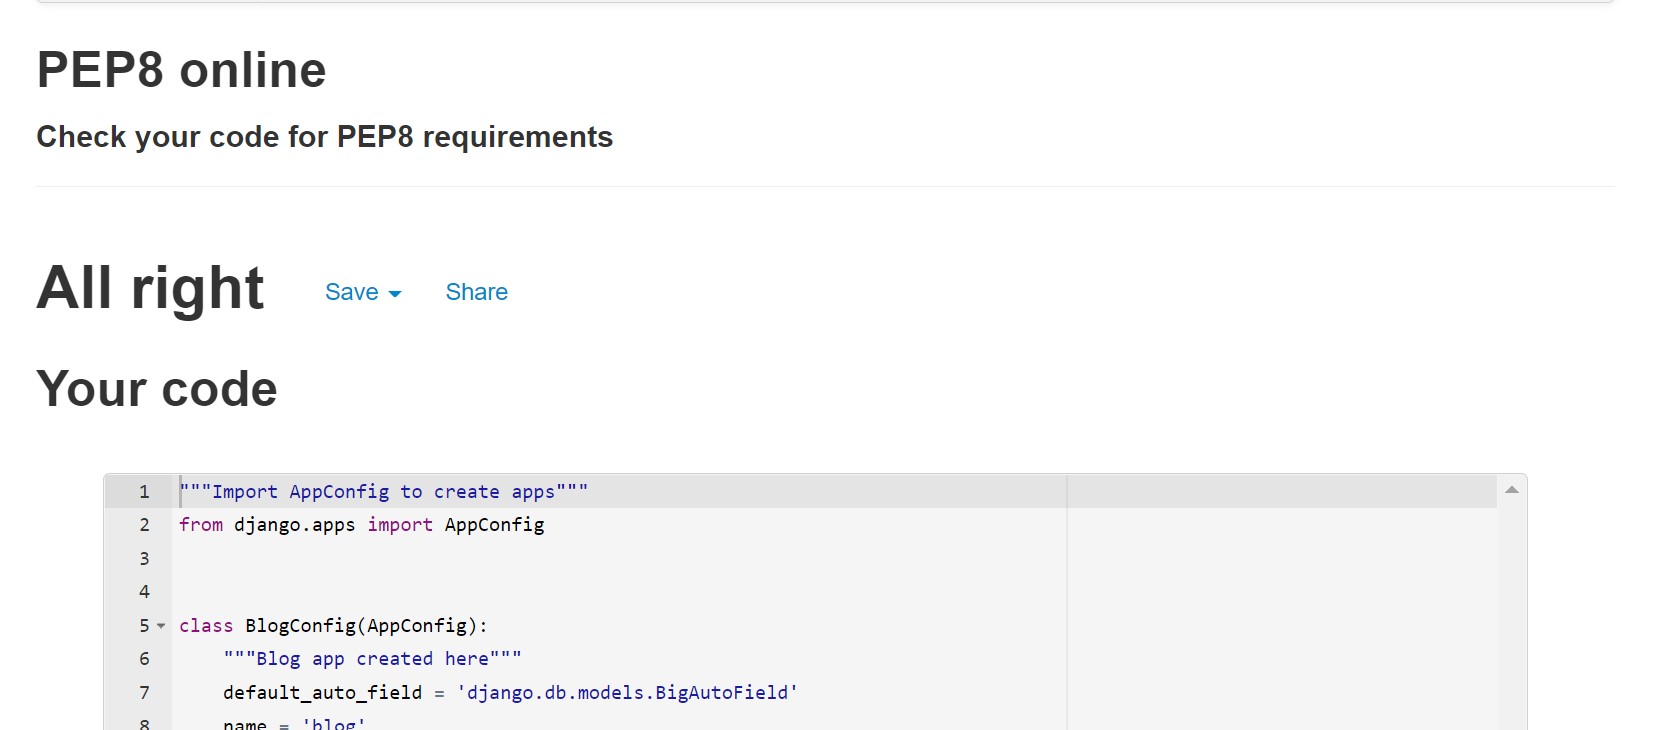 PEP8 online
Check your code for PEP8 requirements
All right Save Share
Your code
1 """Import AppConfig to create apps"""
2 from django.apps import AppConfig
3
4
5 class BlogConfig(AppConfig):
6     """Blog app created here"""
7     default_auto_field = 'django.db.models.BigAutoField'
8     name = 'blog'